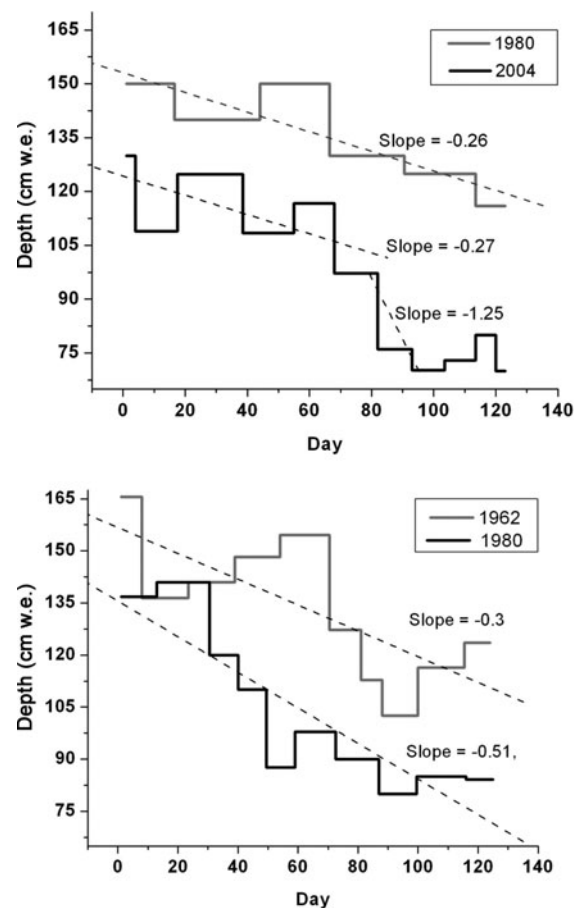 165
150
135
120
105
90
75
Depth (cm w.e.)
1980
2004
Slope = -0.26
Slope = -0.27
Slope = -1.25
0 20 40 60 80 100 120 140
Day
165
150
135
120
105
90
75
Depth (cm w.e.)
1962
1980
Slope = -0.3
Slope = -0.51,
0 20 40 60 80 100 120 140
Day